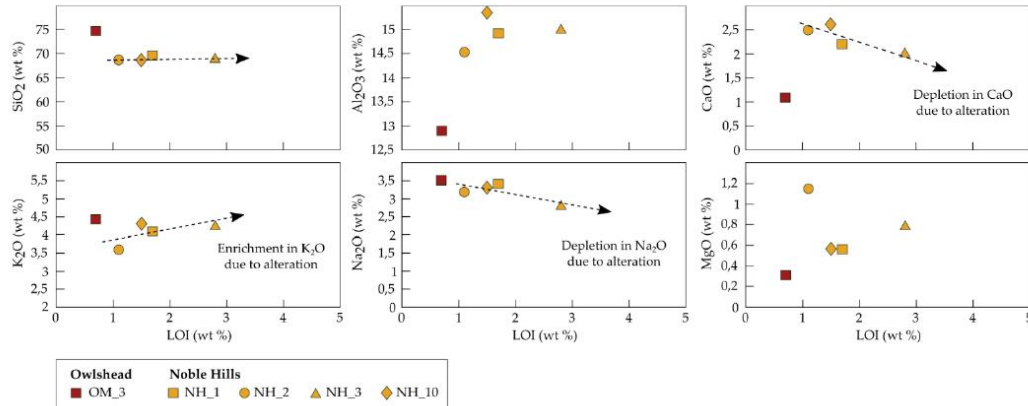 75
70
65
60
55
50
SiO₂ (wt %)
15
14,5
14
13,5
13
12,5
Al₂O₃ (wt %)
2,5
2
1,5
1
0,5
0
CaO (wt %)
Depletion in CaO
due to alteration
5,5
5
4,5
4
3,5
3
2,5
2
K₂O (wt %)
Enrichment in K₂O
due to alteration
0 1 2 3 4 5
LOI (wt %)
3,5
3
2,5
2
1,5
1
0,5
0
Na₂O (wt %)
Depletion in Na₂O
due to alteration
0 1 2 3 4 5
LOI (wt %)
1,2
1
0,8
0,6
0,4
0,2
0
MgO (wt %)
0 1 2 3 4 5
LOI (wt %)
Owlshead Noble Hills
OM_3 NH_1 NH_2 NH_3 NH_10